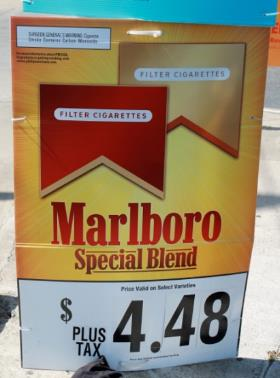 SURGEON GENERAL'S WARNING: Cigarette
Smoke Contains Carbon Monoxide.
FILTER CIGARETTES
FILTER CIGARETTES
Marlboro
Special Blend
Price Valid on Select Varieties
$ 4.48
PLUS
TAX